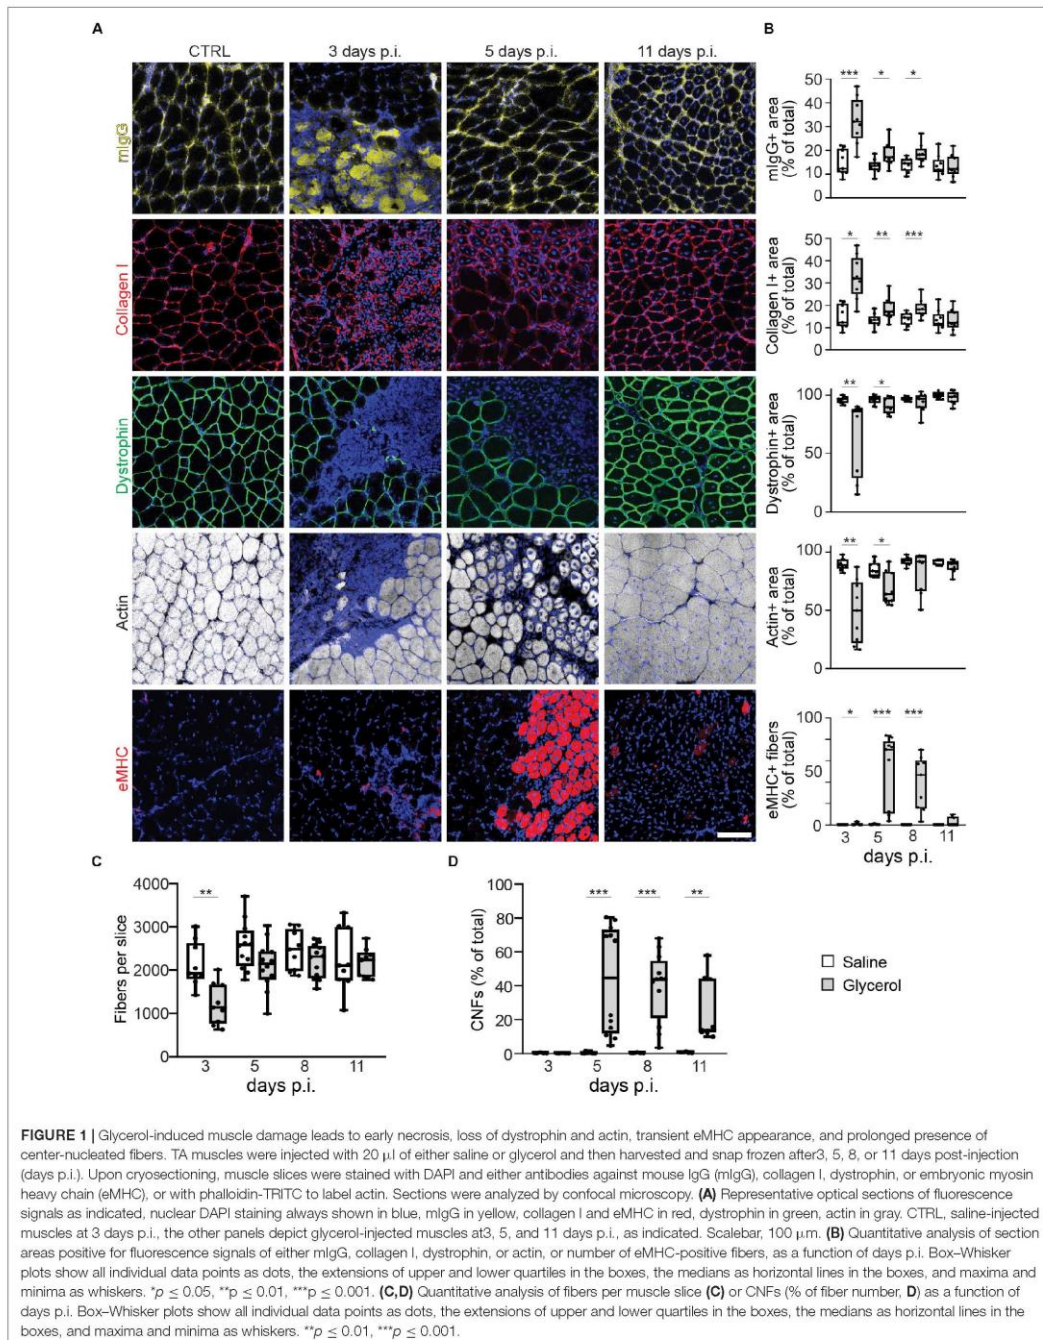 A
CTRL
3 days p.i.
5 days p.i.
11 days p.i.
mIgG
Collagen I
Dystrophin
Actin
eMHC
B
***
*
*
mIgG+ area
(% of total)
50
40
30
20
10
0
*
**
***
Collagen I+ area
(% of total)
50
40
30
20
10
0
**
*
Dystrophin+ area
(% of total)
100
50
0
**
*
Actin+ area
(% of total)
100
50
0
*
***
***
eMHC+ fibers
(% of total)
100
50
0
3
5
8
11
days p.i.
C
**
Fibers per slice
4000
3000
2000
1000
0
3
5
8
11
days p.i.
D
***
***
**
CNFs (% of total)
100
80
60
40
20
0
3
5
8
11
days p.i.
Saline
Glycerol
FIGURE 1 | Glycerol-induced muscle damage leads to early necrosis, loss of dystrophin and actin, transient eMHC appearance, and prolonged presence of
center-nucleated fibers. TA muscles were injected with 20 μl of either saline or glycerol and then harvested and snap frozen after3, 5, 8, or 11 days post-injection
(days p.i.). Upon cryosectioning, muscle slices were stained with DAPI and either antibodies against mouse IgG (mIgG), collagen I, dystrophin, or embryonic myosin
heavy chain (eMHC), or with phalloidin-TRITC to label actin. Sections were analyzed by confocal microscopy. (A) Representative optical sections of fluorescence
signals as indicated, nuclear DAPI staining always shown in blue, mIgG in yellow, collagen I and eMHC in red, dystrophin in green, actin in gray. CTRL, saline-injected
muscles at 3 days p.i., the other panels depict glycerol-injected muscles at3, 5, and 11 days p.i., as indicated. Scalebar, 100 μm. (B) Quantitative analysis of section
areas positive for fluorescence signals of either mIgG, collagen I, dystrophin, or actin, or number of eMHC-positive fibers, as a function of days p.i. Box–Whisker
plots show all individual data points as dots, the extensions of upper and lower quartiles in the boxes, the medians as horizontal lines in the boxes, and maxima and
minima as whiskers. *p ≤ 0.05, **p ≤ 0.01, ***p ≤ 0.001. (C,D) Quantitative analysis of fibers per muscle slice (C) or CNFs (% of fiber number, D) as a function of
days p.i. Box–Whisker plots show all individual data points as dots, the extensions of upper and lower quartiles in the boxes, the medians as horizontal lines in the
boxes, and maxima and minima as whiskers. **p ≤ 0.01, ***p ≤ 0.001.